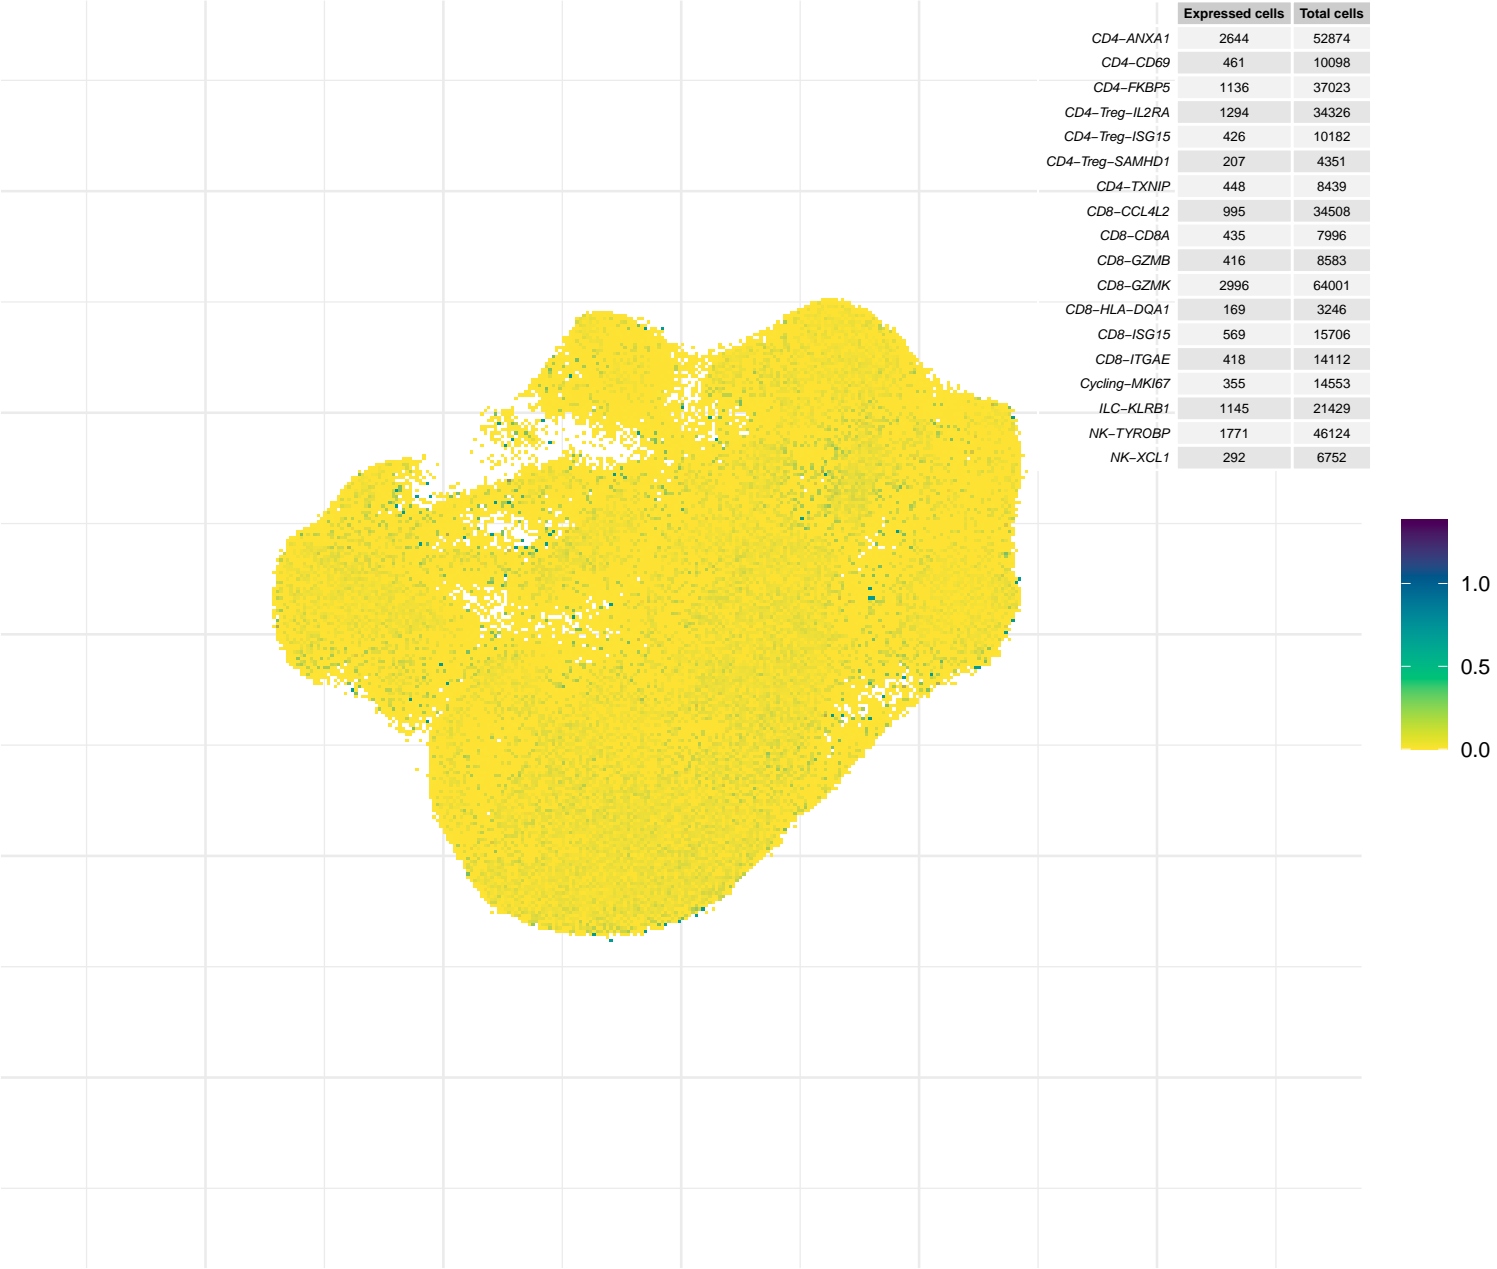 Expressed cells Total cells
CD4−ANXA1 2644 52874
CD4−CD69 461 10098
CD4−FKBP5 1136 37023
CD4−Treg−IL2RA 1294 34326
CD4−Treg−ISG15 426 10182
CD4−Treg−SAMHD1 207 4351
CD4−TXNIP 448 8439
CD8−CCL4L2 995 34508
CD8−CD8A 435 7996
CD8−GZMB 416 8583
CD8−GZMK 2996 64001
CD8−HLA−DQA1 169 3246
CD8−ISG15 569 15706
CD8−ITGAE 418 14112
Cycling−MKI67 355 14553
ILC−KLRB1 1145 21429
NK−TYROBP 1771 46124
NK−XCL1 292 6752
1.0
0.5
0.0